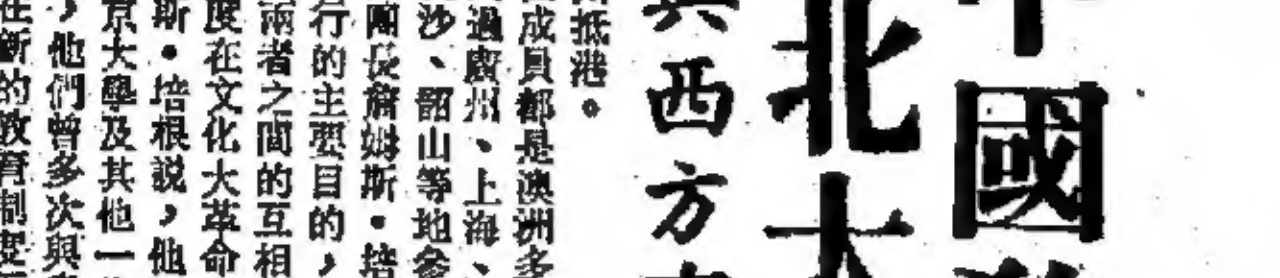 中國
北大
與西方
抵港。
成員都是澳洲多
過廣州、上海、
沙、韶山等地參
團長詹姆斯·培
行的主要目的，
兩者之間的互相
度在文化大革命
斯·培根說，他
京大學及其他一
，他們曾多次與
在新的教育制度